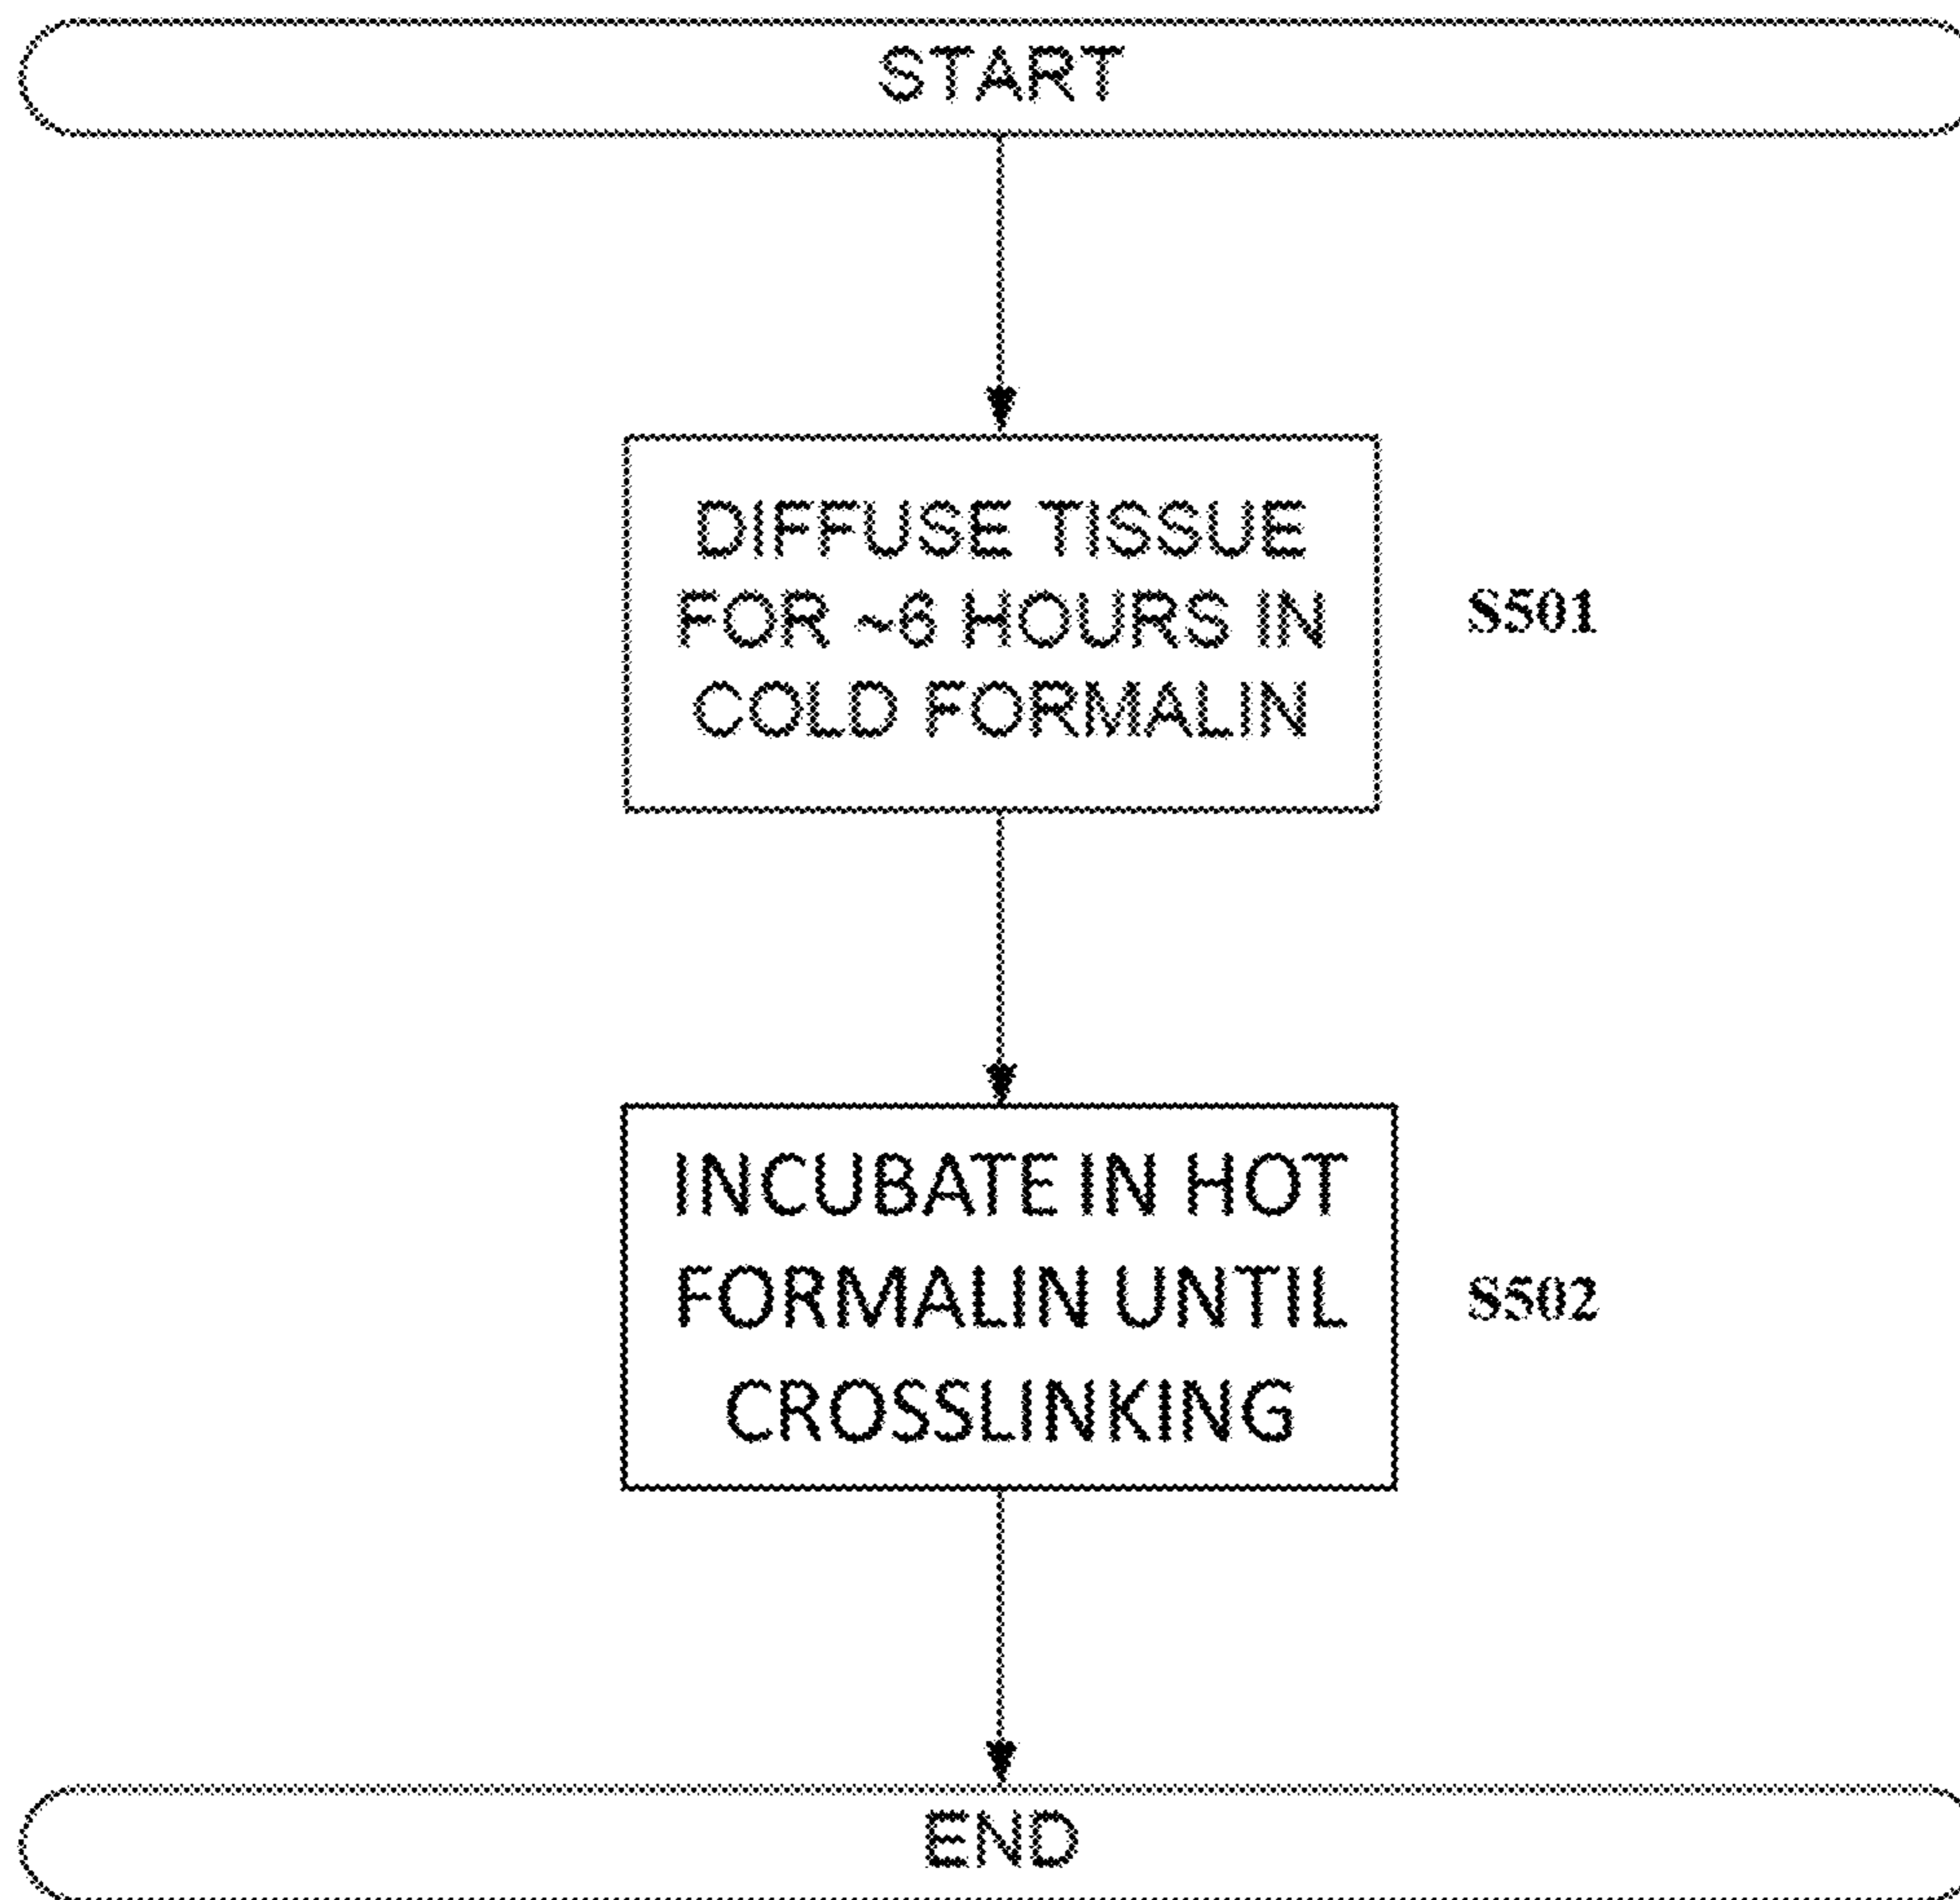 START
DIFFUSE TISSUE
FOR ~6 HOURS IN
COLD FORMALIN
S501
INCUBATE IN HOT
FORMALIN UNTIL
CROSSLINKING
S502
END